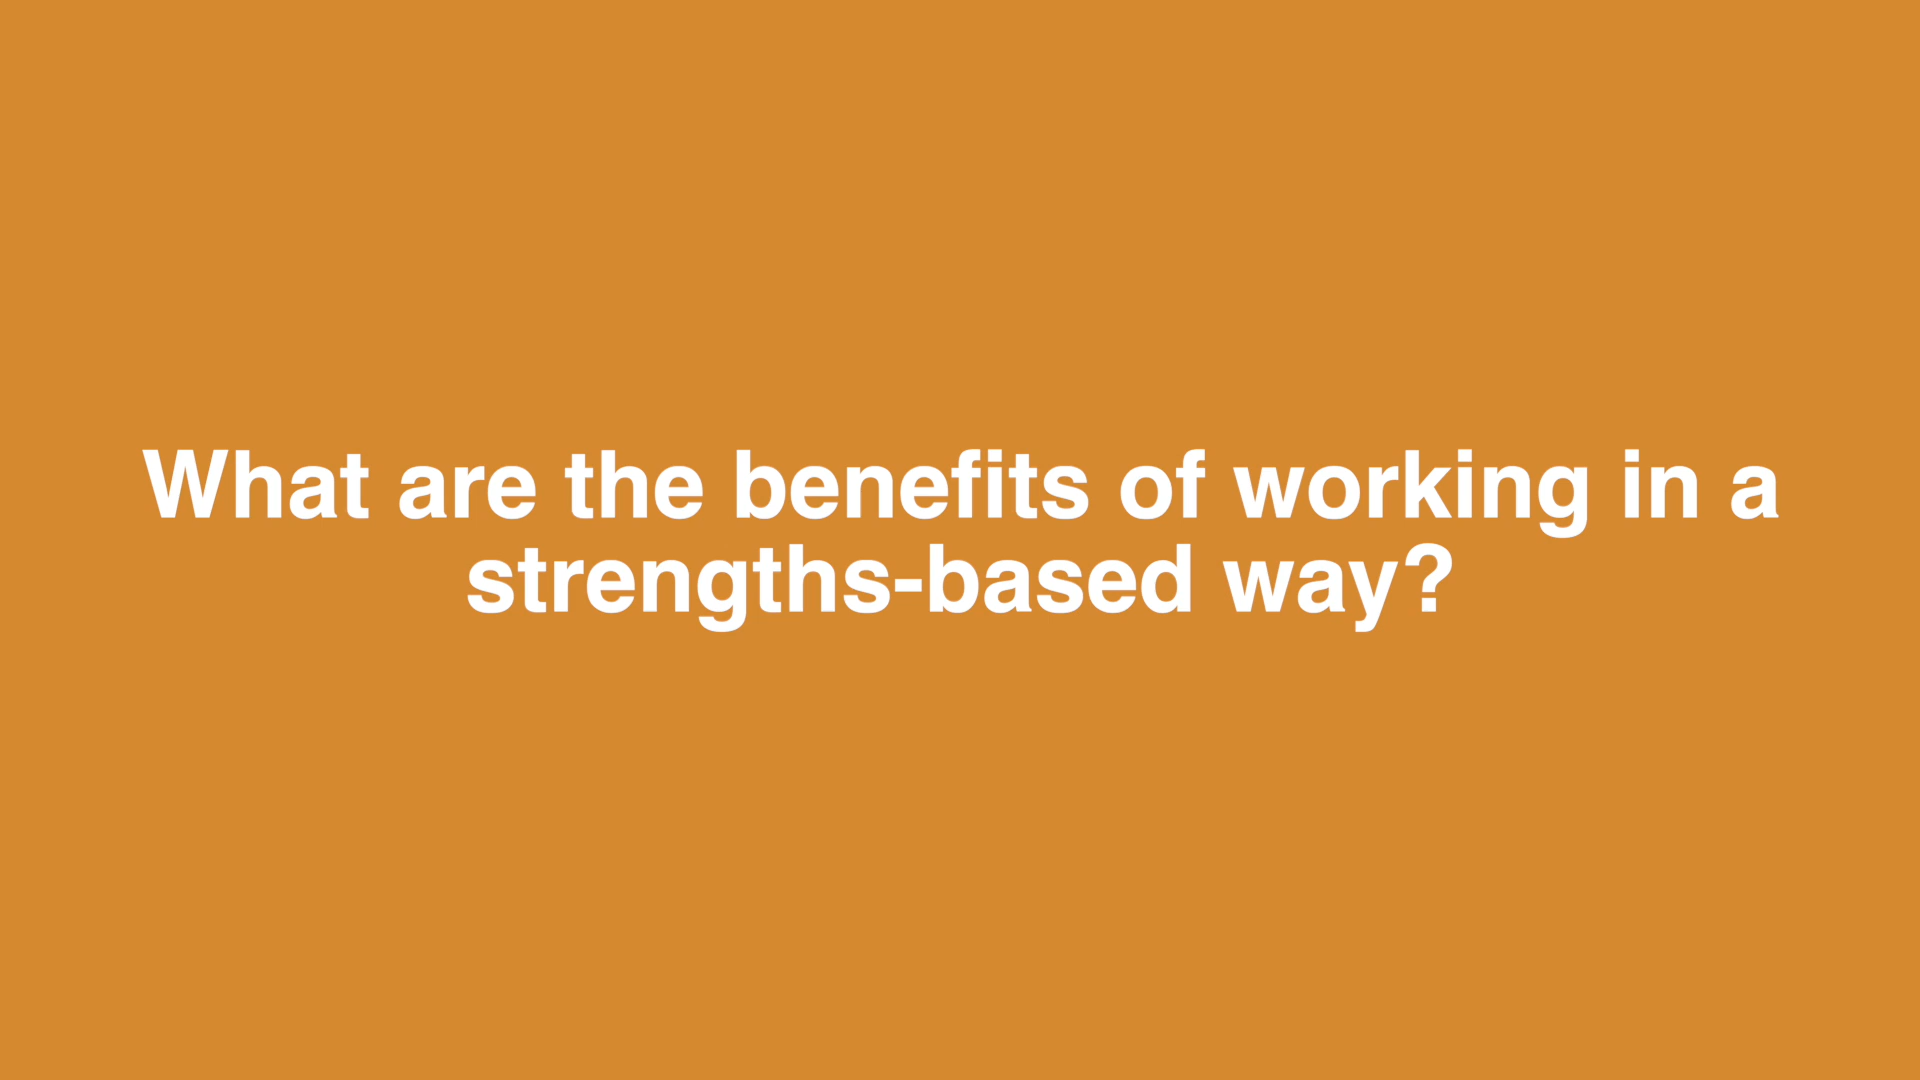 What are the benefits of working in a
strengths-based way?